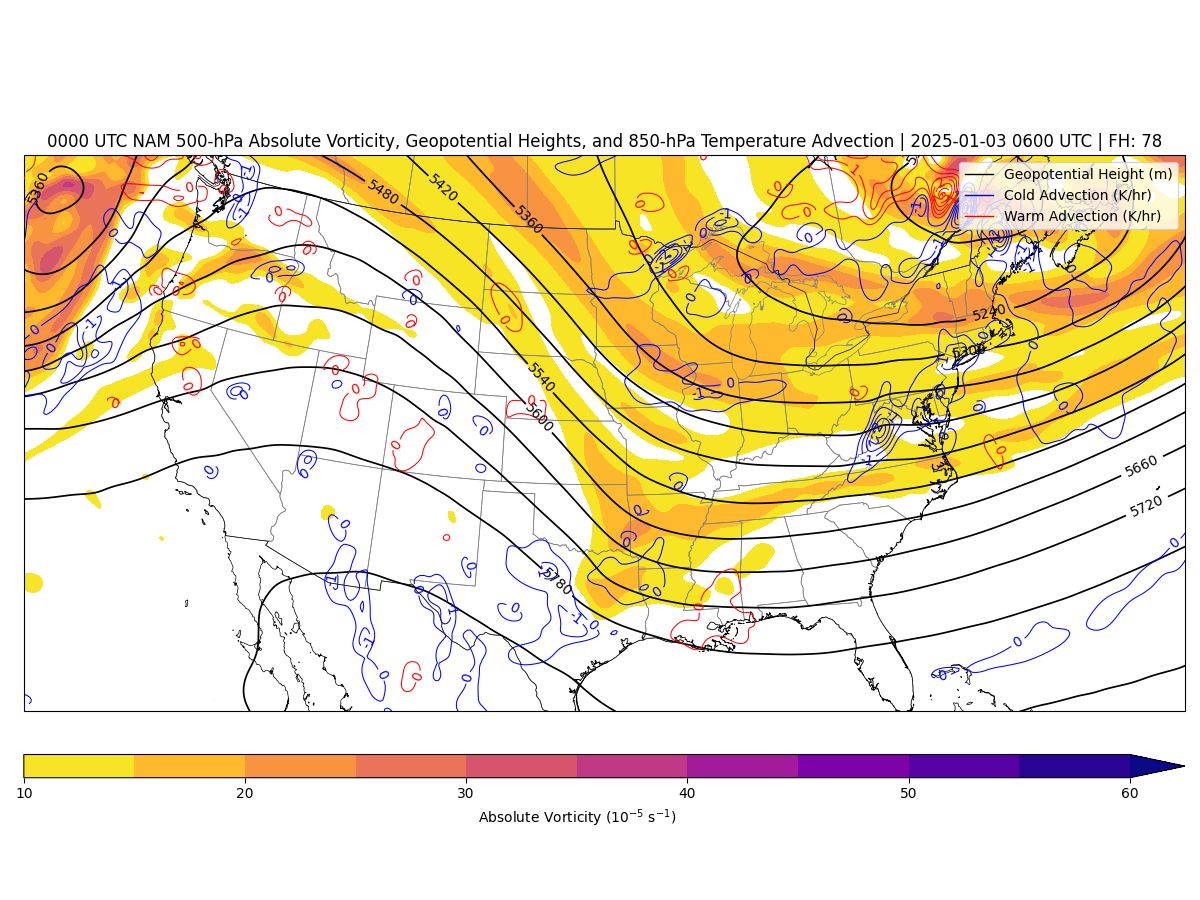 0000 UTC NAM 500-hPa Absolute Vorticity, Geopotential Heights, and 850-hPa Temperature Advection | 2025-01-03 0600 UTC | FH: 78
Geopotential Height (m)
Cold Advection (K/hr)
Warm Advection (K/hr)
5360
5480
5420
5360
5240
5300
5540
5600
5660
5720
5780
10 20 30 40 50 60
Absolute Vorticity (10⁻⁵ s⁻¹)